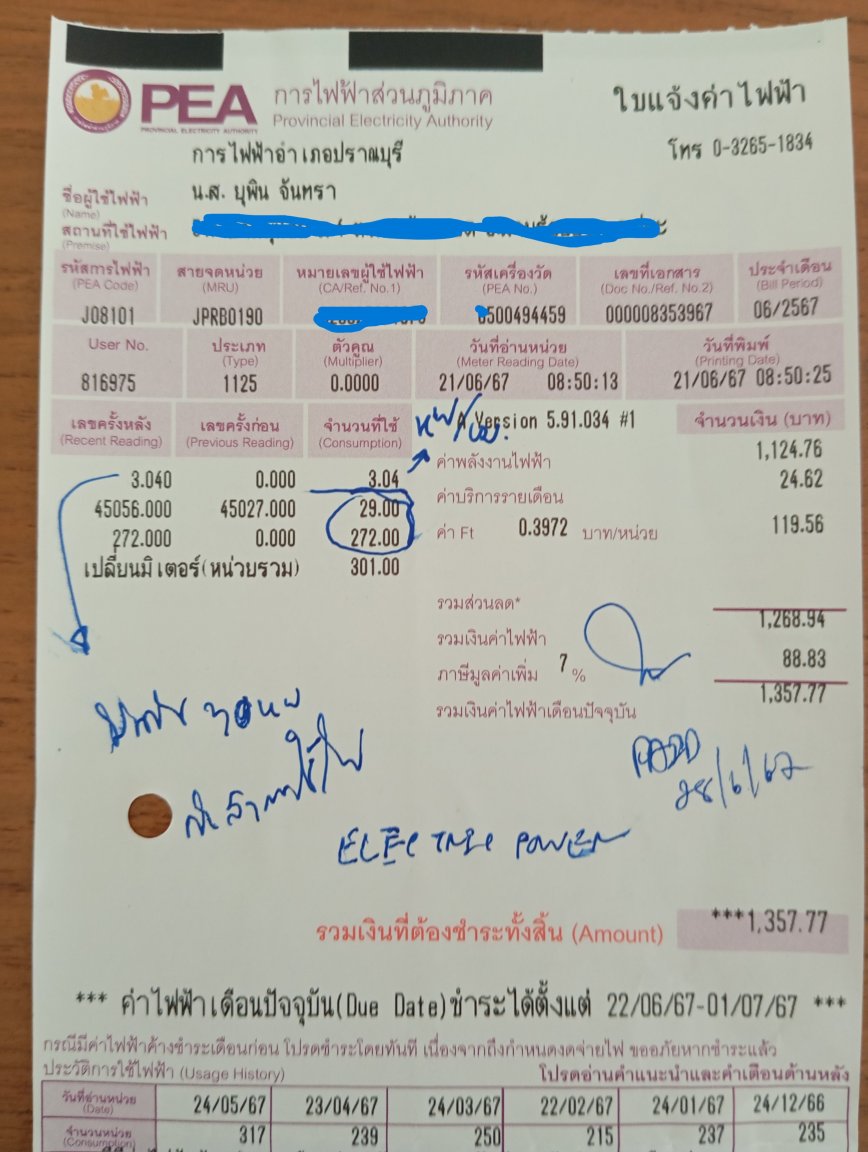 PEA
PROVINCIAL ELECTRICITY AUTHORITY
การไฟฟ้าส่วนภูมิภาค
Provincial Electricity Authority
ใบแจ้งค่าไฟฟ้า
การไฟฟ้าอำเภอปราณบุรี
โทร 0-3265-1834
ชื่อผู้ใช้ไฟฟ้า น.ส. ยุพิน จันทรา
(Name)
สถานที่ใช้ไฟฟ้า
(Premise)
รหัสการไฟฟ้า สายจดหน่วย หมายเลขผู้ใช้ไฟฟ้า รหัสเครื่องวัด เลขที่เอกสาร ประจำเดือน
(PEA Code) (MRU) (CA/Ref. No.1) (PEA No.) (Doc No./Ref. No.2) (Bill Period)
J08101 JPRB0190 6500494459 000008353967 06/2567
User No. ประเภท ตัวคูณ วันที่อ่านหน่วย วันที่พิมพ์
(Type) (Multiplier) (Meter Reading Date) (Printing Date)
816975 1125 0.0000 21/06/67 08:50:13 21/06/67 08:50:25
เลขครั้งหลัง เลขครั้งก่อน จำนวนที่ใช้ Version 5.91.034 #1 จำนวนเงิน (บาท)
(Recent Reading) (Previous Reading) (Consumption)
3.040 0.000 3.04 ค่าพลังงานไฟฟ้า 1,124.76
45056.000 45027.000 29.00 ค่าบริการรายเดือน 24.62
272.000 0.000 272.00 ค่า Ft 0.3972 บาท/หน่วย 119.56
เปลี่ยนมิเตอร์(หน่วยรวม) 301.00
รวมส่วนลด*
รวมเงินค่าไฟฟ้า 1,268.94
ภาษีมูลค่าเพิ่ม 7 % 88.83
รวมเงินค่าไฟฟ้าเดือนปัจจุบัน 1,357.77
28/6/67
ELECTRIC POWER
รวมเงินที่ต้องชำระทั้งสิ้น (Amount) ***1,357.77
*** ค่าไฟฟ้าเดือนปัจจุบัน(Due Date)ชำระได้ตั้งแต่ 22/06/67-01/07/67 ***
กรณีมีค่าไฟฟ้าค้างชำระเดือนก่อน โปรดชำระโดยทันที เนื่องจากถึงกำหนดงดจ่ายไฟ ขออภัยหากชำระแล้ว
ประวัติการใช้ไฟฟ้า (Usage History) โปรดอ่านคำแนะนำและคำเตือนด้านหลัง
วันที่อ่านหน่วย 24/05/67 23/04/67 24/03/67 22/02/67 24/01/67 24/12/66
(Date)
จำนวนหน่วย 317 239 250 215 237 235
(Consumption)